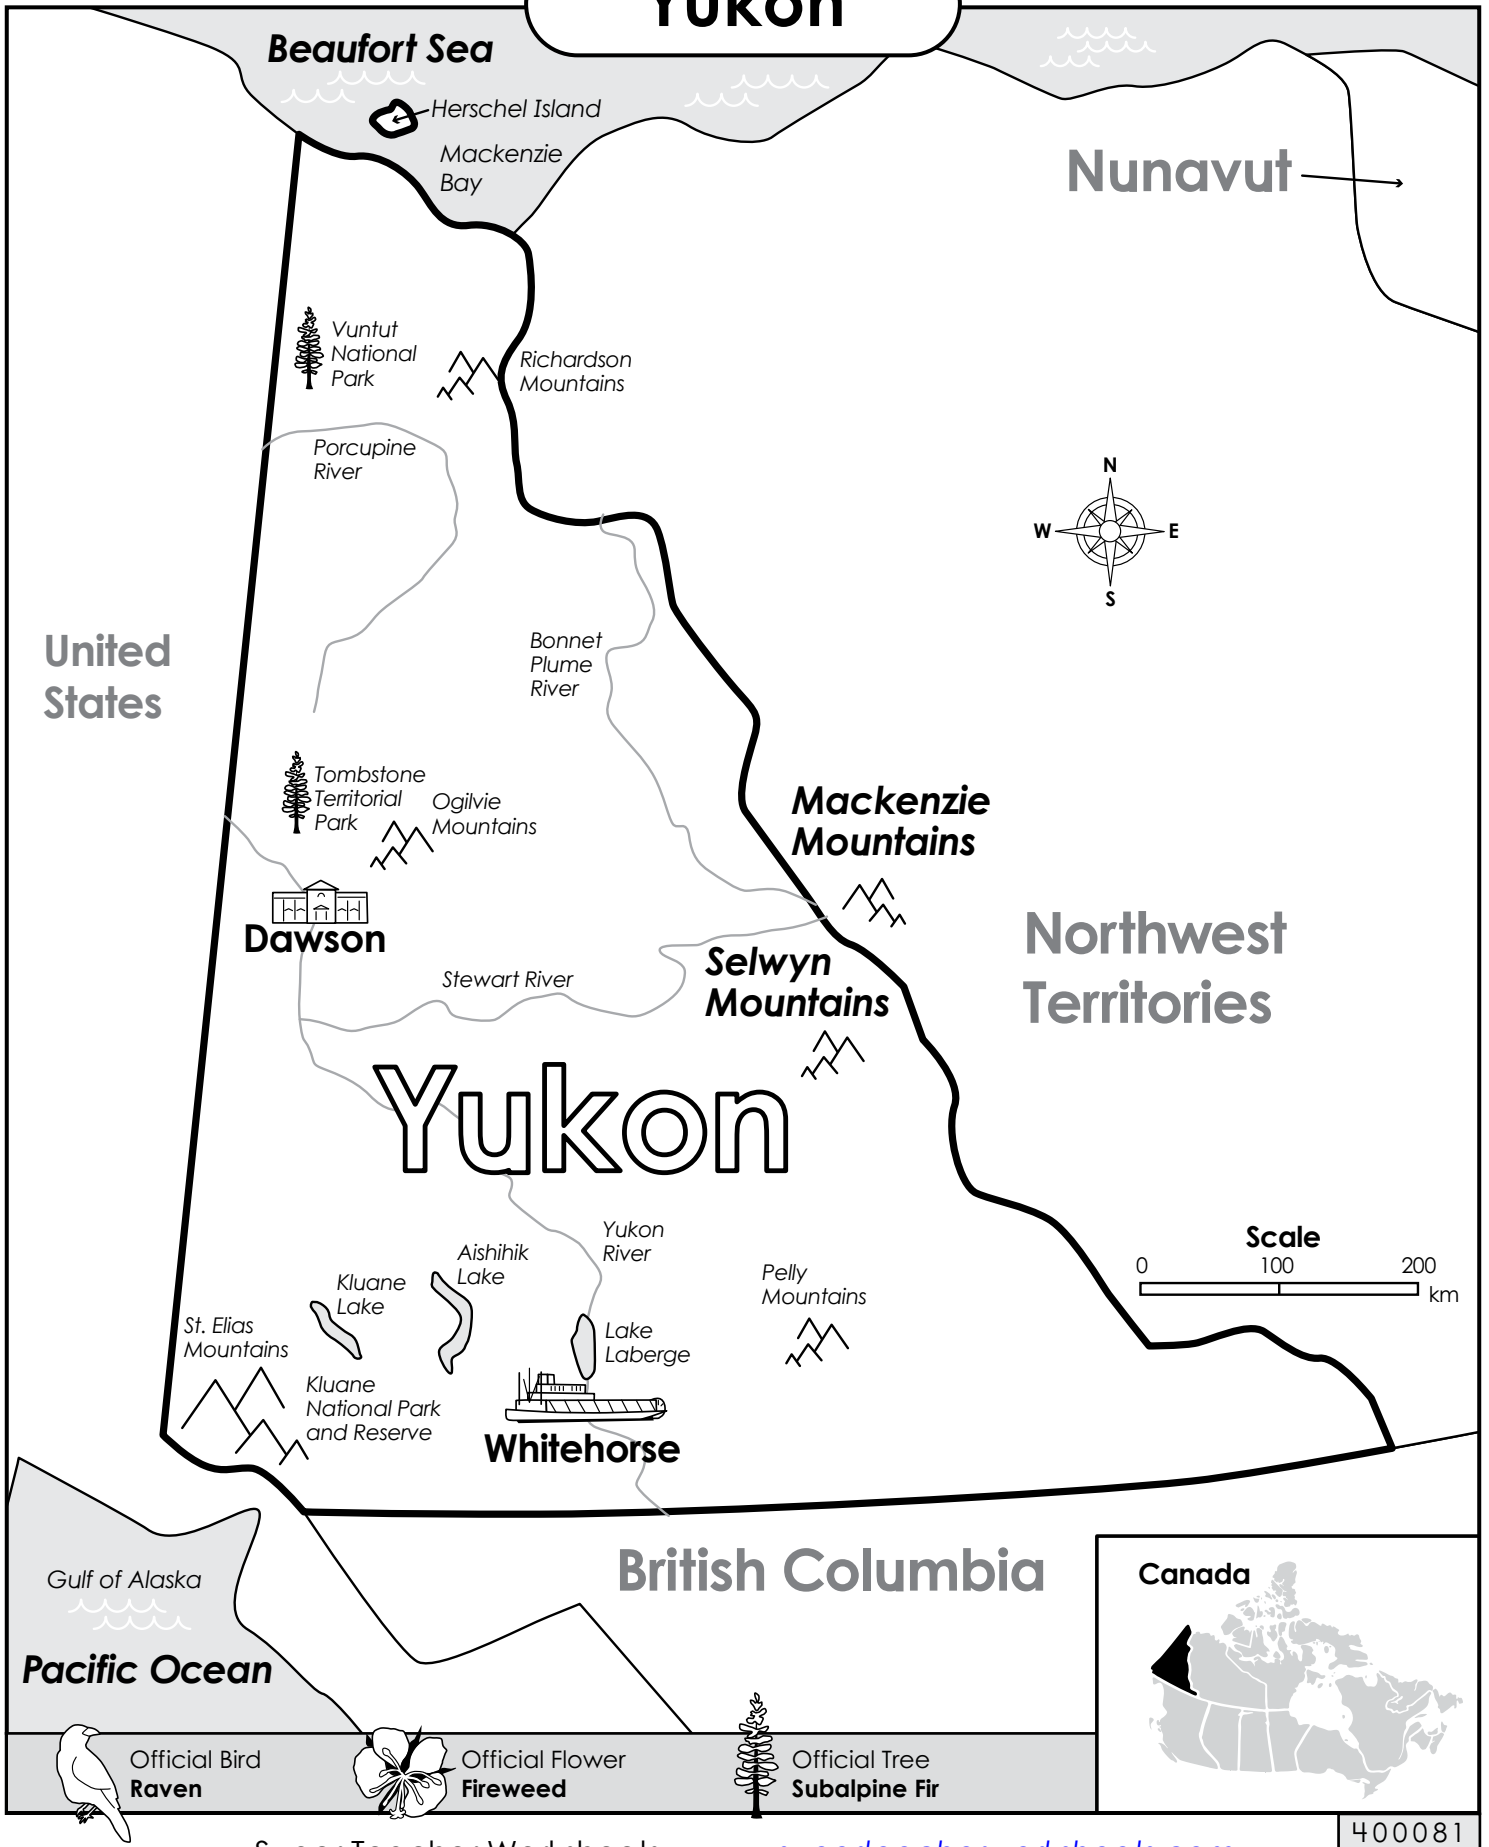 Yukon
Beaufort Sea
Herschel Island
Mackenzie
Bay
Nunavut
Vuntut
National
Park
Richardson
Mountains
Porcupine
River
N
W
E
S
United
States
Bonnet
Plume
River
Tombstone
Territorial
Park
Ogilvie
Mountains
Mackenzie
Mountains
Dawson
Northwest
Territories
Selwyn
Mountains
Stewart River
Yukon
Yukon
River
Scale
0 100 200
km
Aishihik
Lake
Kluane
Lake
Pelly
Mountains
St. Elias
Mountains
Lake
Laberge
Kluane
National Park
and Reserve
Whitehorse
British Columbia
Gulf of Alaska
Pacific Ocean
Canada
Official Bird
Raven
Official Flower
Fireweed
Official Tree
Subalpine Fir
400081